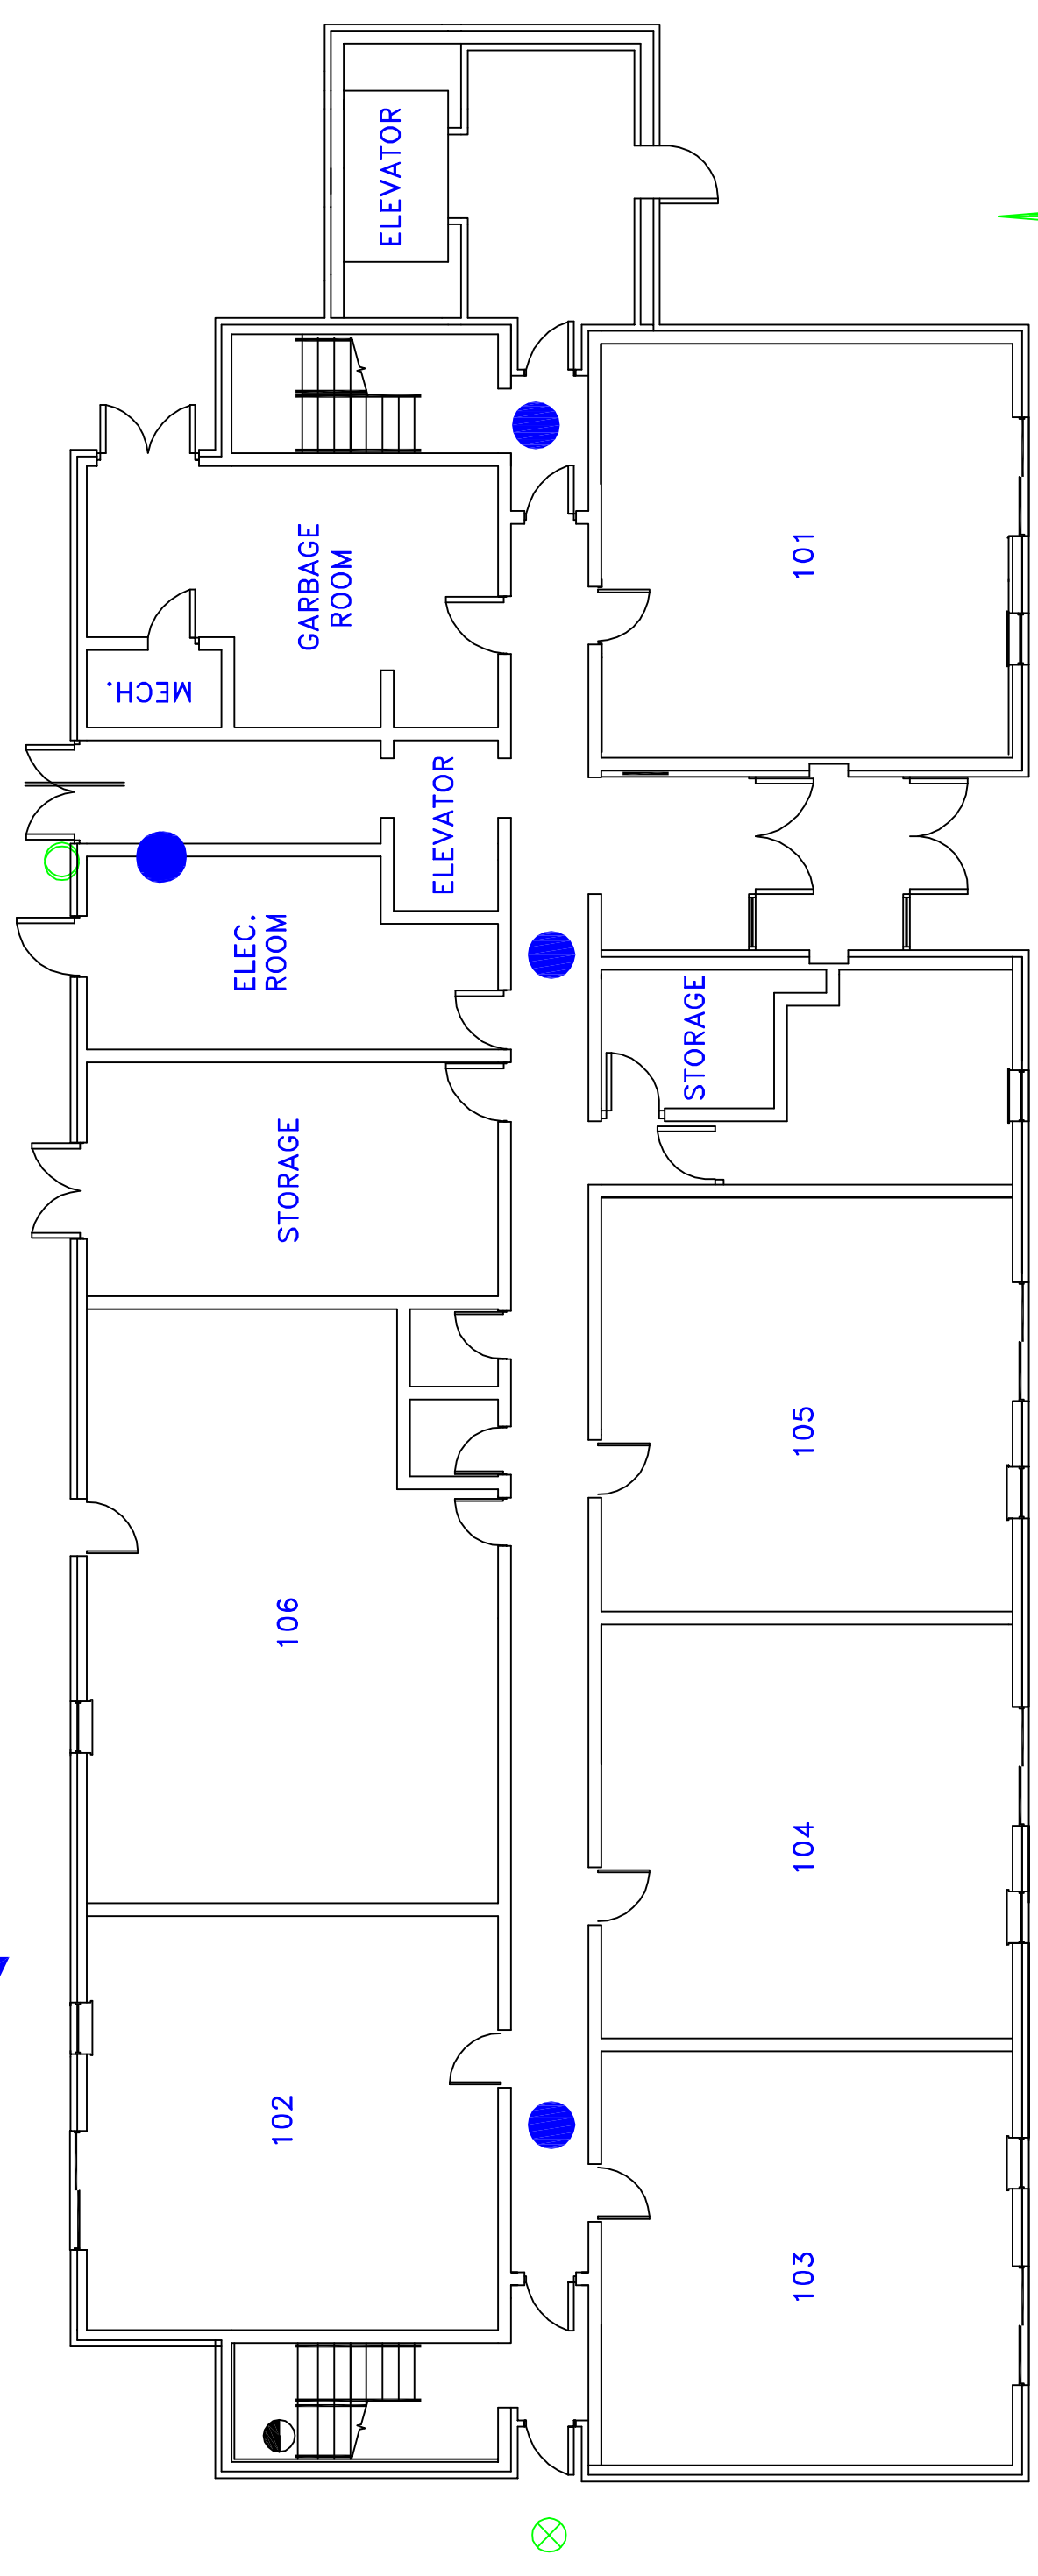 ELEVATOR
101
GARBAGE
ROOM
MECH.
ELEVATOR
ELEC.
ROOM
STORAGE
STORAGE
105
106
104
102
103